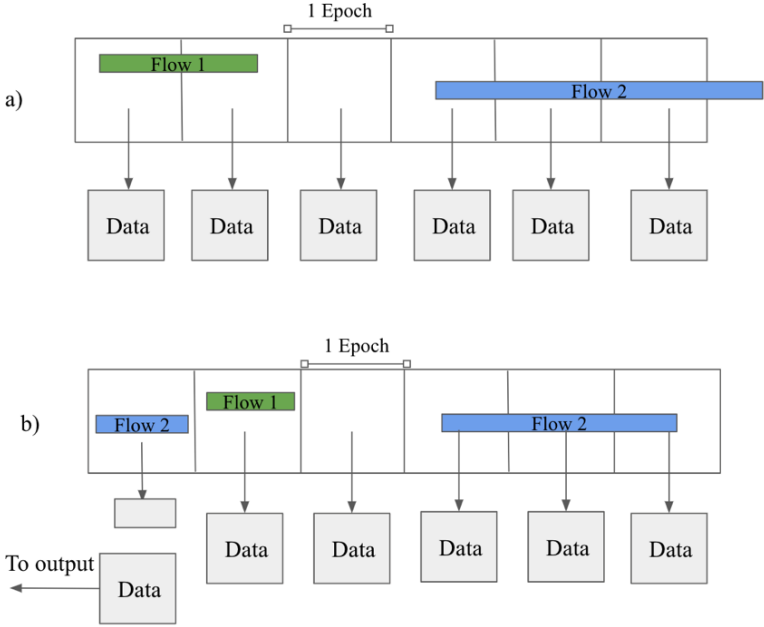 1 Epoch
a)
Flow 1
Flow 2
Data Data Data Data Data Data
1 Epoch
b)
Flow 2
Flow 1
Flow 2
Data Data Data Data Data
To output
Data